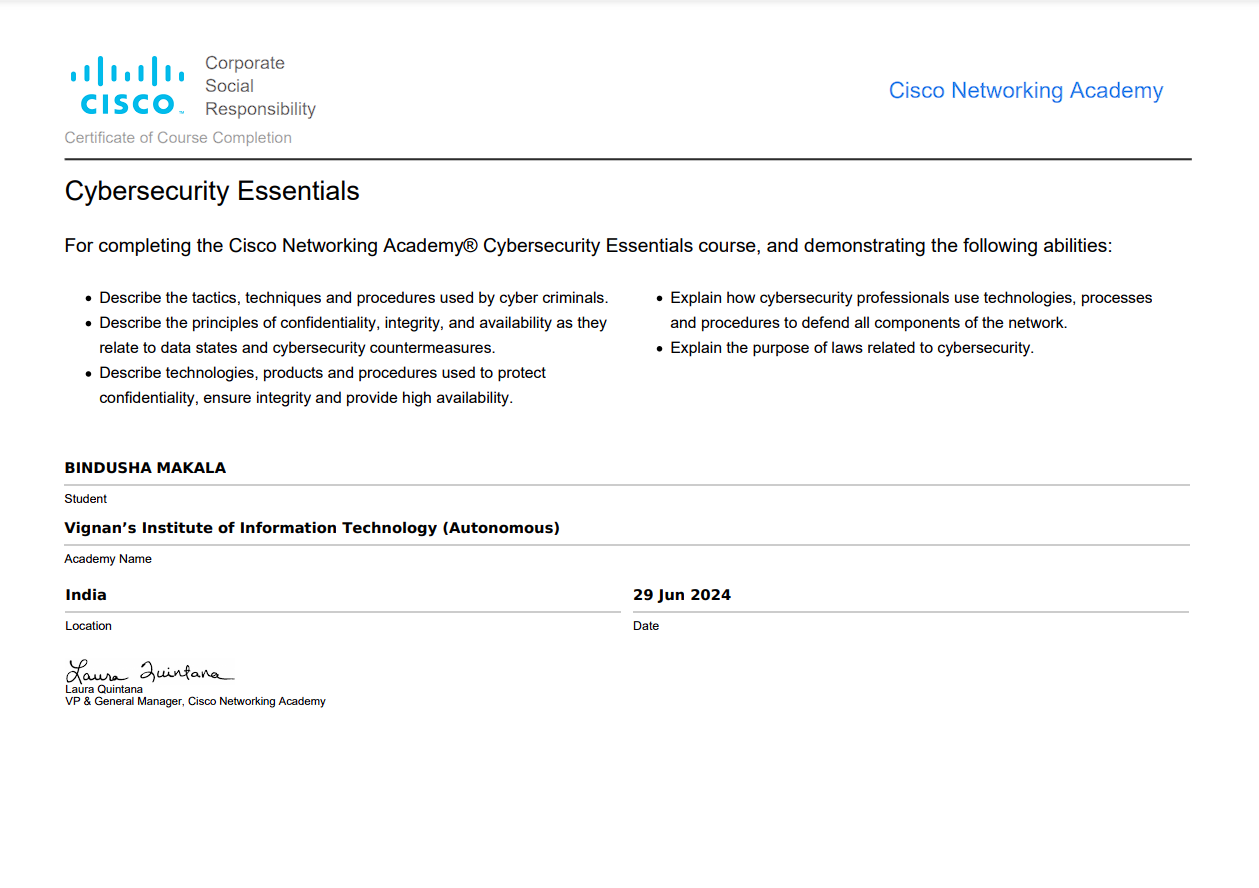 CISCO™
Corporate
Social
Responsibility
Cisco Networking Academy
Certificate of Course Completion
Cybersecurity Essentials
For completing the Cisco Networking Academy® Cybersecurity Essentials course, and demonstrating the following abilities:
• Describe the tactics, techniques and procedures used by cyber criminals.
• Describe the principles of confidentiality, integrity, and availability as they
relate to data states and cybersecurity countermeasures.
• Describe technologies, products and procedures used to protect
confidentiality, ensure integrity and provide high availability.
• Explain how cybersecurity professionals use technologies, processes
and procedures to defend all components of the network.
• Explain the purpose of laws related to cybersecurity.
BINDUSHA MAKALA
Student
Vignan’s Institute of Information Technology (Autonomous)
Academy Name
India
Location
29 Jun 2024
Date
Laura Quintana
Laura Quintana
VP & General Manager, Cisco Networking Academy